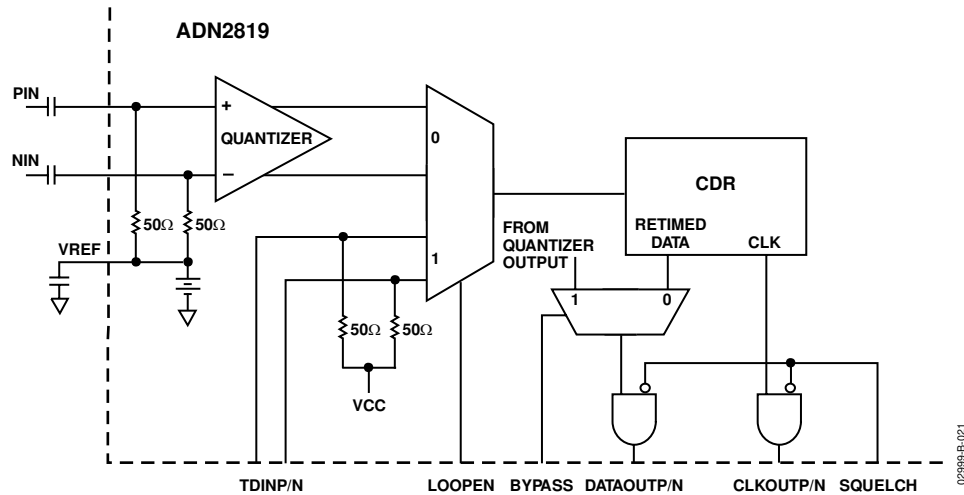 ADN2819
PIN
+
QUANTIZER
0
NIN
–
CDR
50Ω 50Ω
FROM
QUANTIZER
OUTPUT
RETIMED
DATA
CLK
VREF
1
1 0
50Ω 50Ω
VCC
TDINP/N LOOPEN BYPASS DATAOUTP/N CLKOUTP/N SQUELCH
02999-B-021